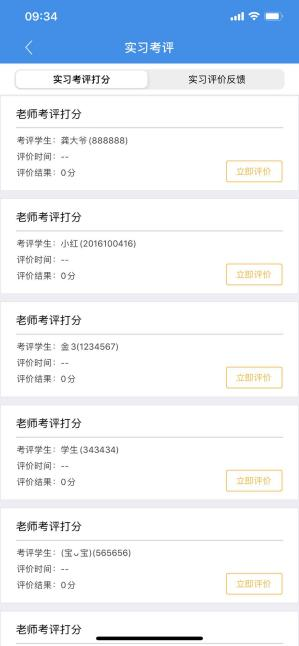 09:34
实习考评
实习考评打分
实习评价反馈
老师考评打分
考评学生：龚大爷(888888)
评价时间：--
评价结果：0分
立即评价
老师考评打分
考评学生：小红(2016100416)
评价时间：--
评价结果：0分
立即评价
老师考评打分
考评学生：金3(1234567)
评价时间：--
评价结果：0分
立即评价
老师考评打分
考评学生：学生(343434)
评价时间：--
评价结果：0分
立即评价
老师考评打分
考评学生：(宝ᴗ宝)(565656)
评价时间：--
评价结果：0分
立即评价
老师考评打分